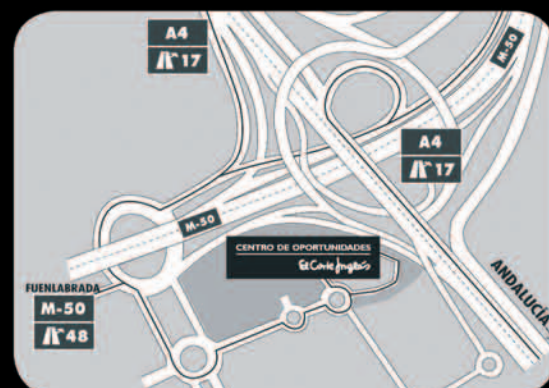 A4
17
M-50
A4
17
M-50
CENTRO DE OPORTUNIDADES
El Corte Inglés
FUENLABRADA
M-50
48
ANDALUCÍA